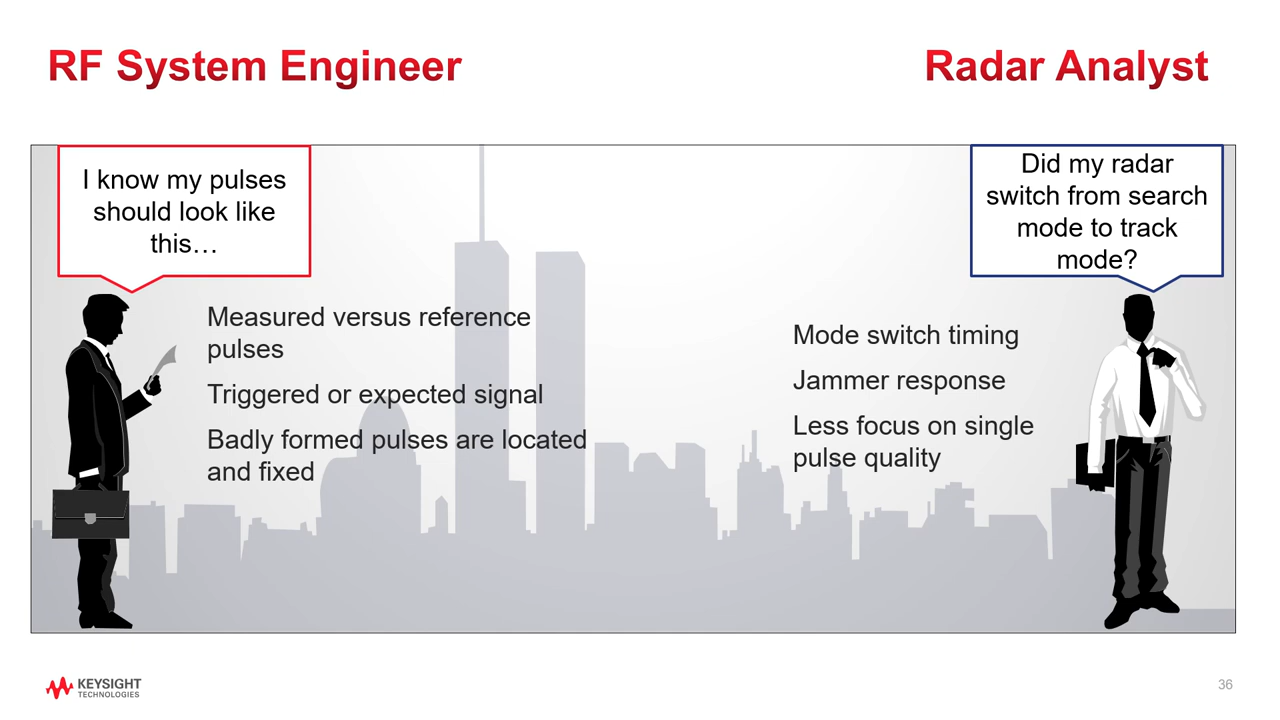 RF System Engineer
Radar Analyst
I know my pulses
should look like
this…
Did my radar
switch from search
mode to track
mode?
Measured versus reference
pulses
Triggered or expected signal
Badly formed pulses are located
and fixed
Mode switch timing
Jammer response
Less focus on single
pulse quality
KEYSIGHT
TECHNOLOGIES
36